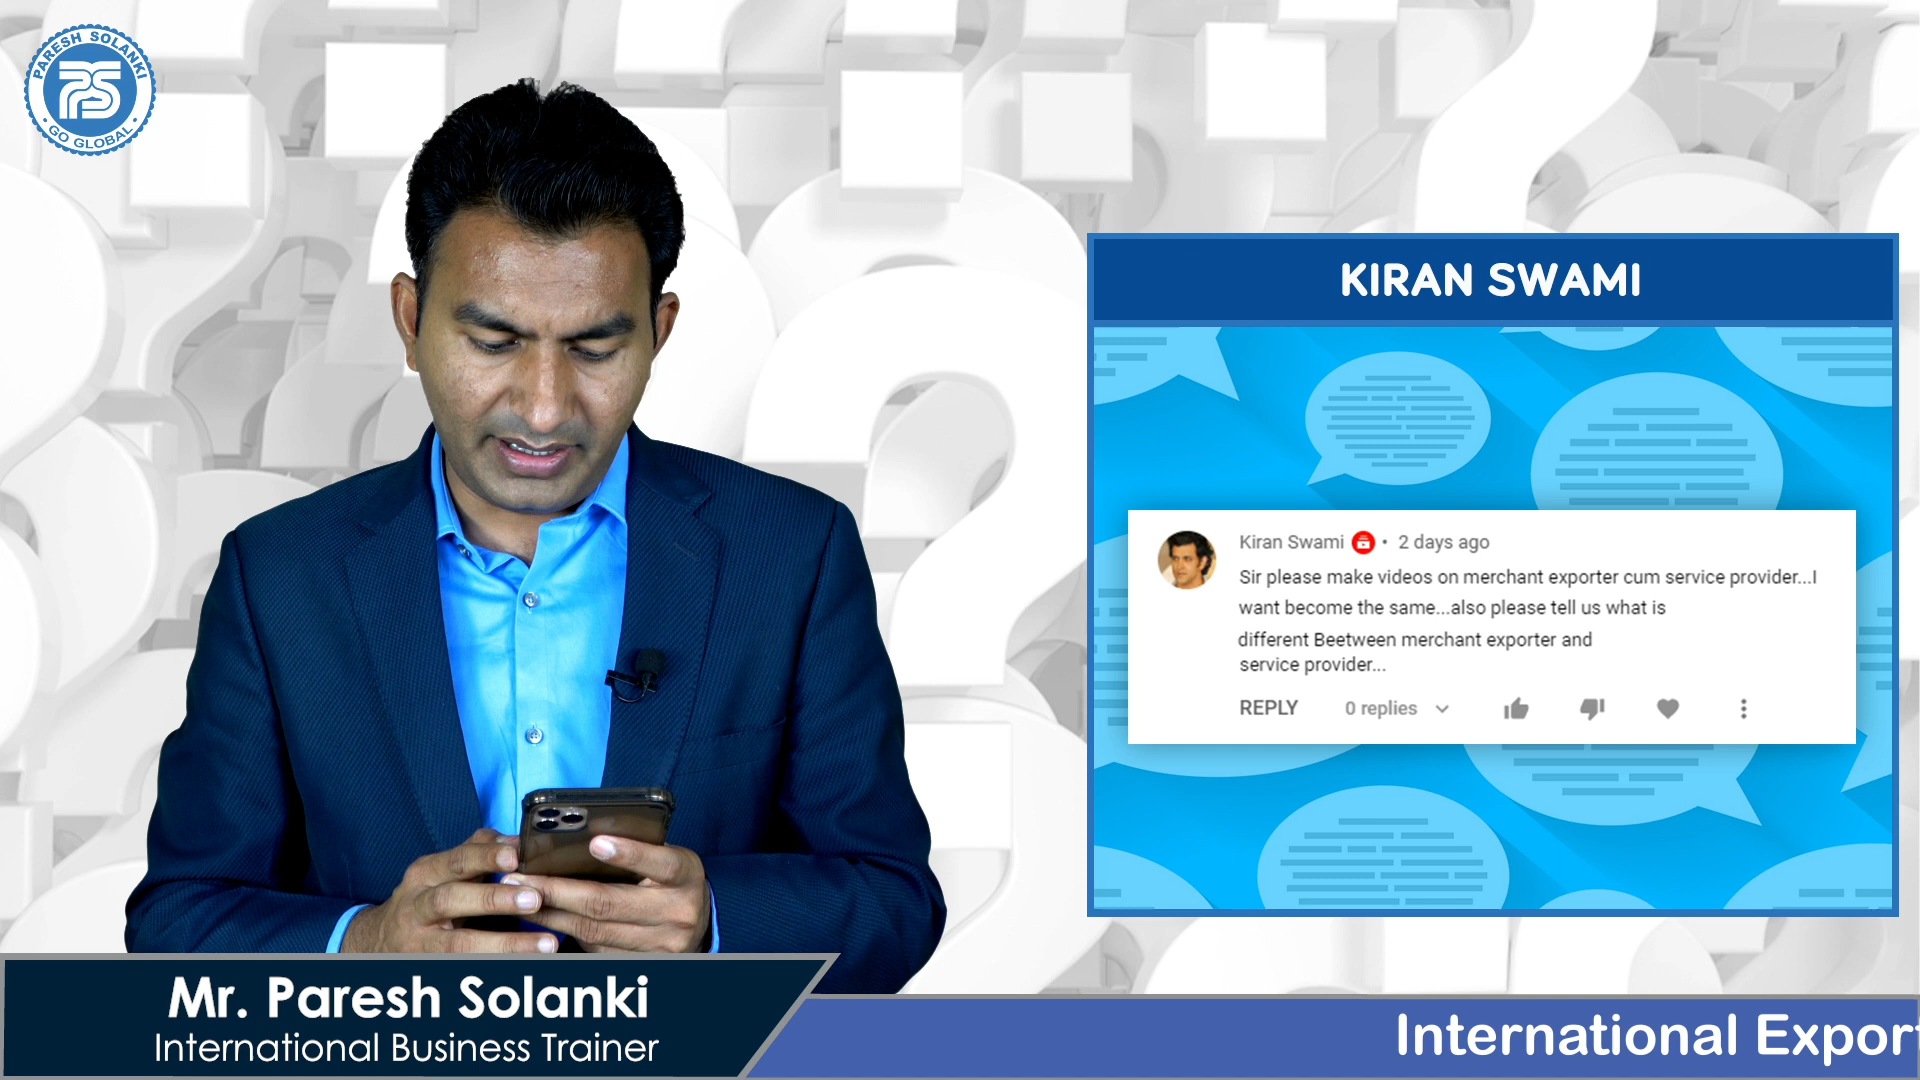 PARESH SOLANKI
PS
GO GLOBAL
KIRAN SWAMI
Kiran Swami • 2 days ago
Sir please make videos on merchant exporter cum service provider...I
want become the same...also please tell us what is
different Beetween merchant exporter and
service provider...
REPLY 0 replies
Mr. Paresh Solanki
International Business Trainer
International Export